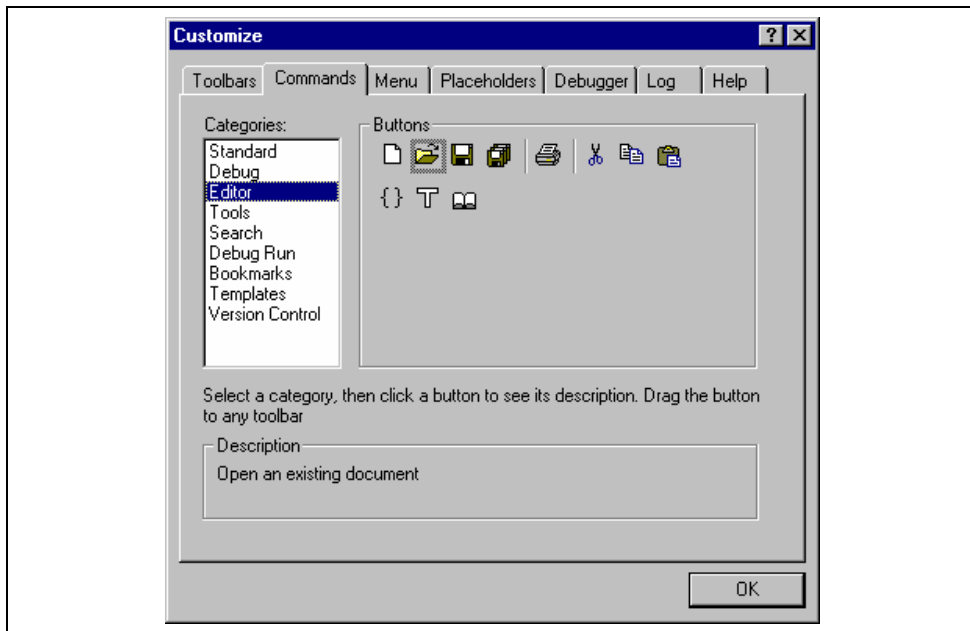 Customize
Toolbars Commands Menu Placeholders Debugger Log Help
Categories:
Buttons
Standard
Debug
Editor
Tools
Search
Debug Run
Bookmarks
Templates
Version Control
{}
T
Select a category, then click a button to see its description. Drag the button
to any toolbar
Description
Open an existing document
OK